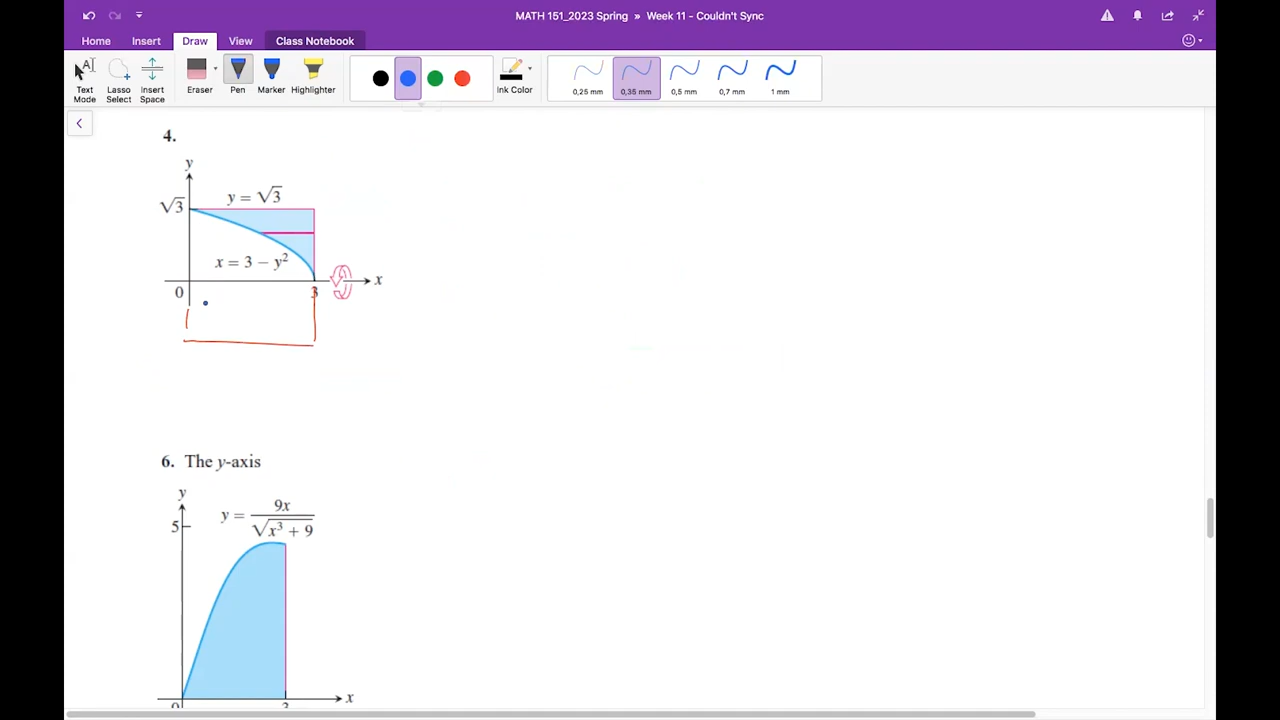 MATH 151_2023 Spring » Week 11 - Couldn't Sync
Home Insert Draw View Class Notebook
Text Mode
Lasso Select
Insert Space
Eraser
Pen
Marker
Highlighter
Ink Color
0,25 mm 0,35 mm 0,5 mm 0,7 mm 1 mm
4.
y
√3
y = √3
x = 3 − y²
x
0
3
6. The y-axis
y
5
y = 9x / √(x³ + 9)
x
0
3